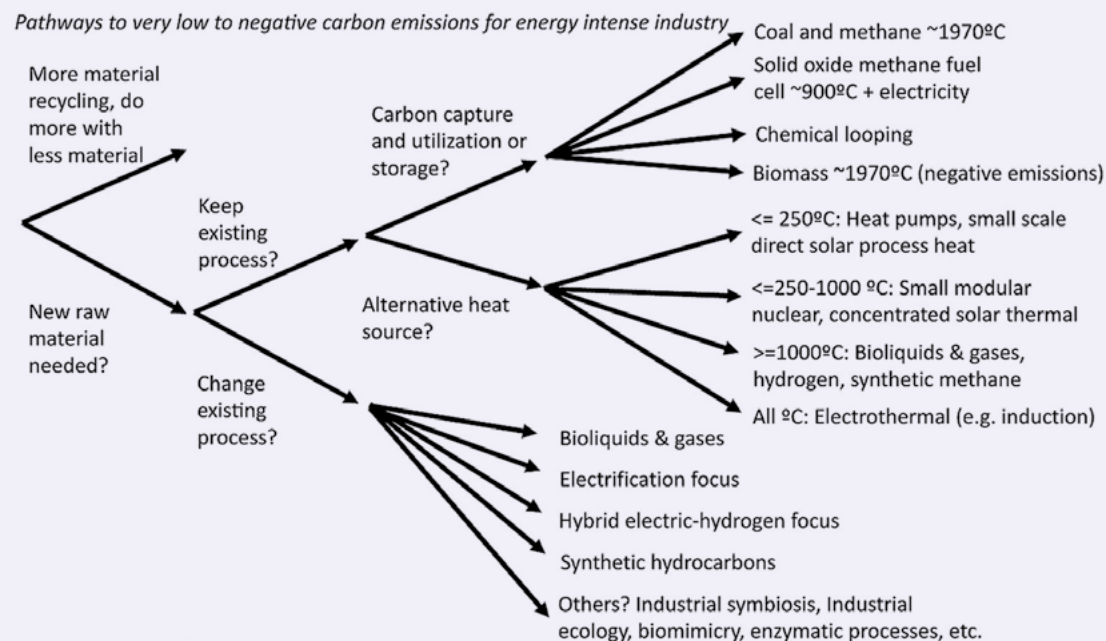 Pathways to very low to negative carbon emissions for energy intense industry
More material
recycling, do
more with
less material
New raw
material
needed?
Keep
existing
process?
Change
existing
process?
Carbon capture
and utilization or
storage?
Alternative heat
source?
Coal and methane ~1970ºC
Solid oxide methane fuel
cell ~900ºC + electricity
Chemical looping
Biomass ~1970ºC (negative emissions)
<= 250ºC: Heat pumps, small scale
direct solar process heat
<=250-1000 ºC: Small modular
nuclear, concentrated solar thermal
>=1000ºC: Bioliquids & gases,
hydrogen, synthetic methane
All ºC: Electrothermal (e.g. induction)
Bioliquids & gases
Electrification focus
Hybrid electric-hydrogen focus
Synthetic hydrocarbons
Others? Industrial symbiosis, Industrial
ecology, biomimicry, enzymatic processes, etc.